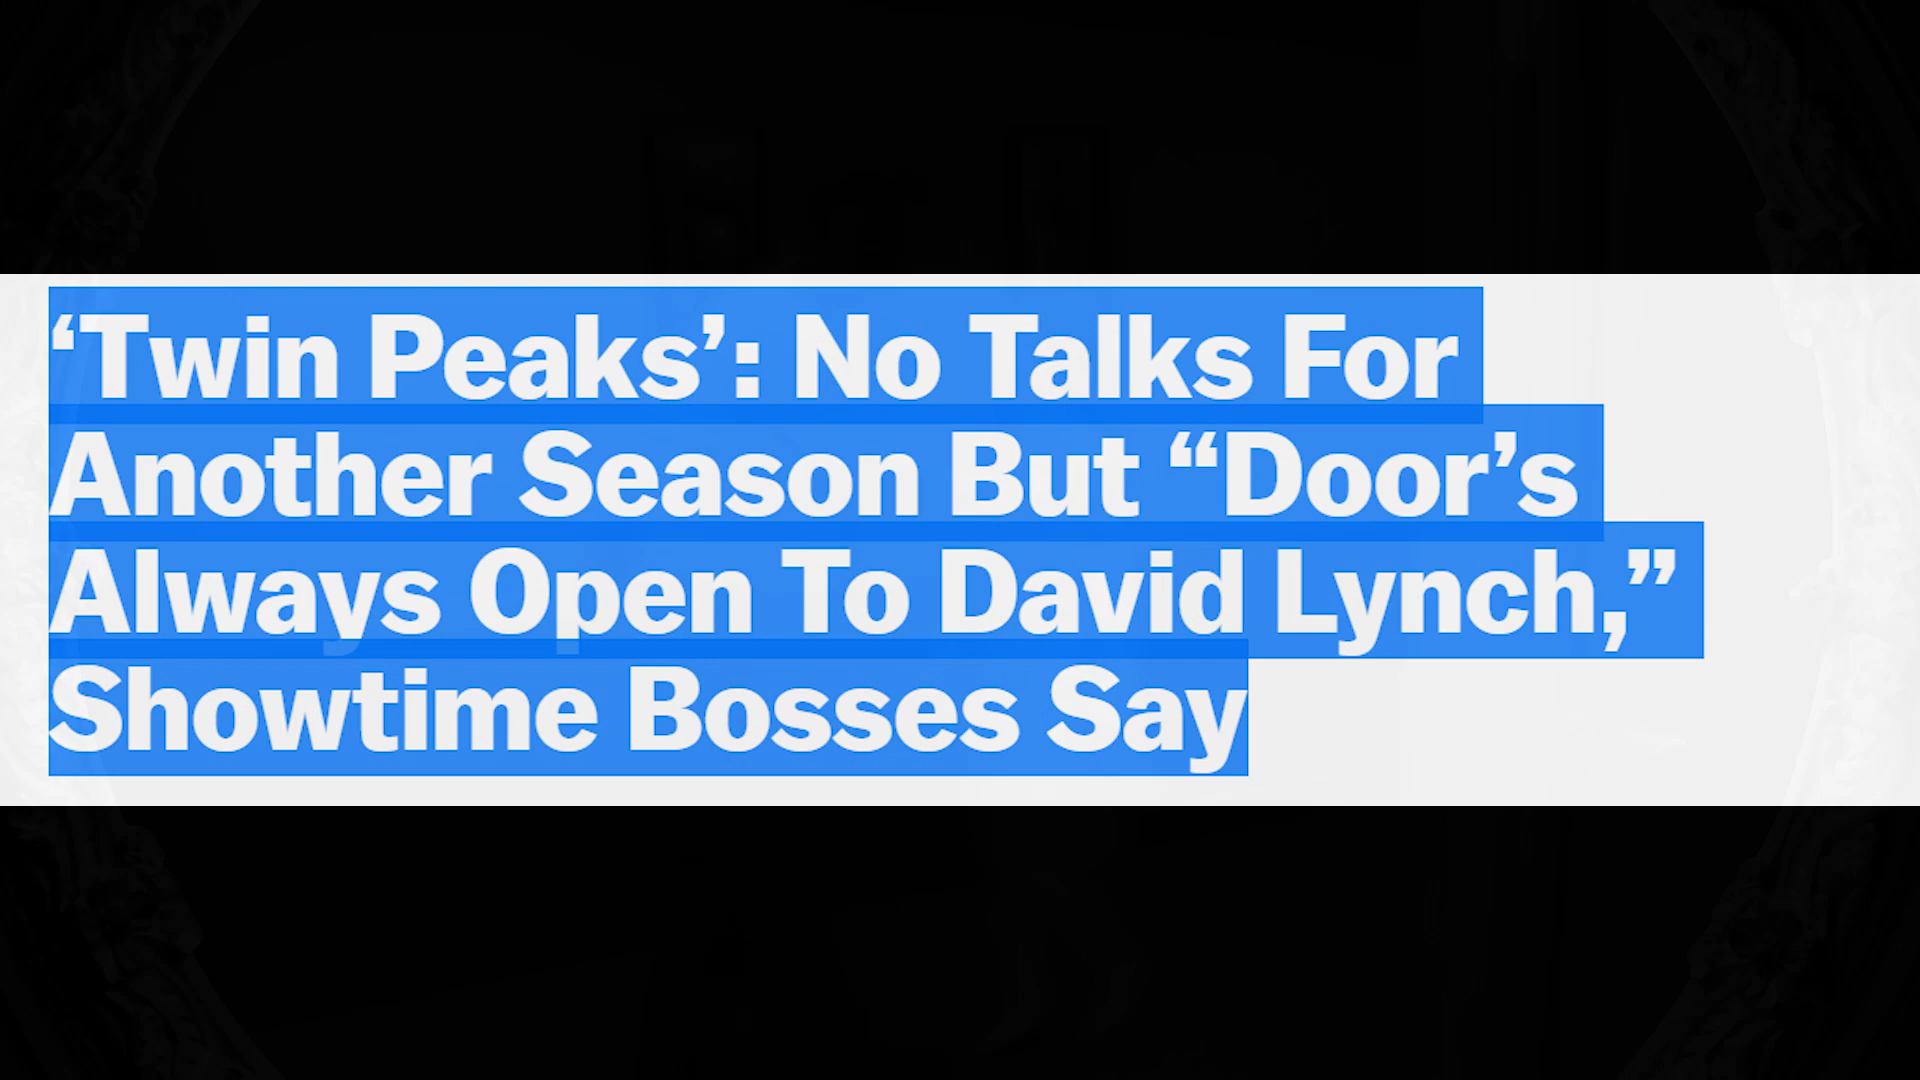 ‘Twin Peaks’: No Talks For
Another Season But “Door’s
Always Open To David Lynch,”
Showtime Bosses Say